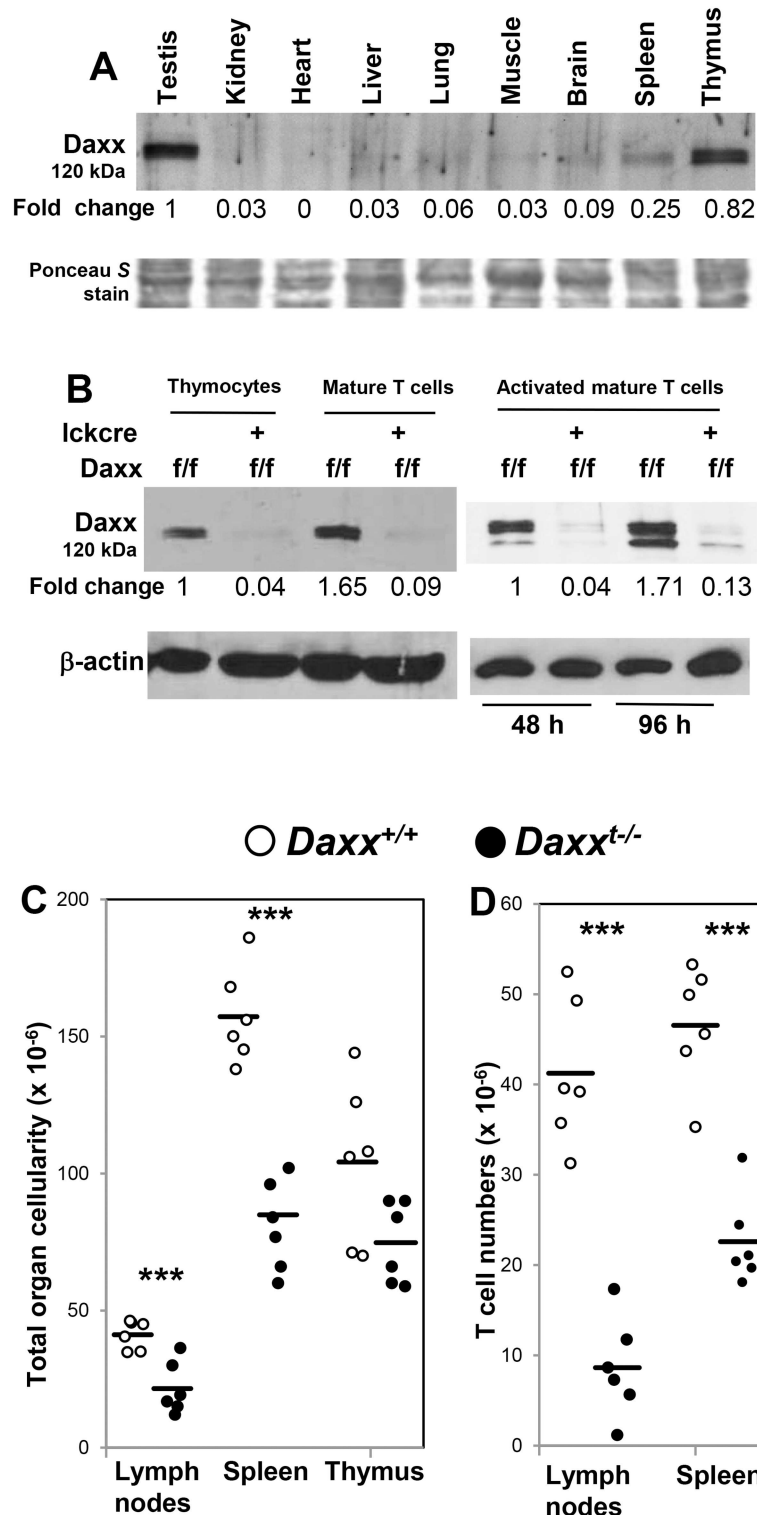 A
Testis Kidney Heart Liver Lung Muscle Brain Spleen Thymus
Daxx
120 kDa
Fold change 1 0.03 0 0.03 0.06 0.03 0.09 0.25 0.82
Ponceau S
stain
B
Thymocytes Mature T cells Activated mature T cells
lckcre + + + +
Daxx f/f f/f f/f f/f f/f f/f f/f f/f
Daxx
120 kDa
Fold change 1 0.04 1.65 0.09 1 0.04 1.71 0.13
β-actin
48 h 96 h
Daxx+/+ Daxxt-/-
C
Total organ cellularity (x 10-6)
200
150
100
50
0
***
***
Lymph
nodes
Spleen
Thymus
D
T cell numbers (x 10-6)
60
50
40
30
20
10
0
***
***
Lymph
nodes
Spleen